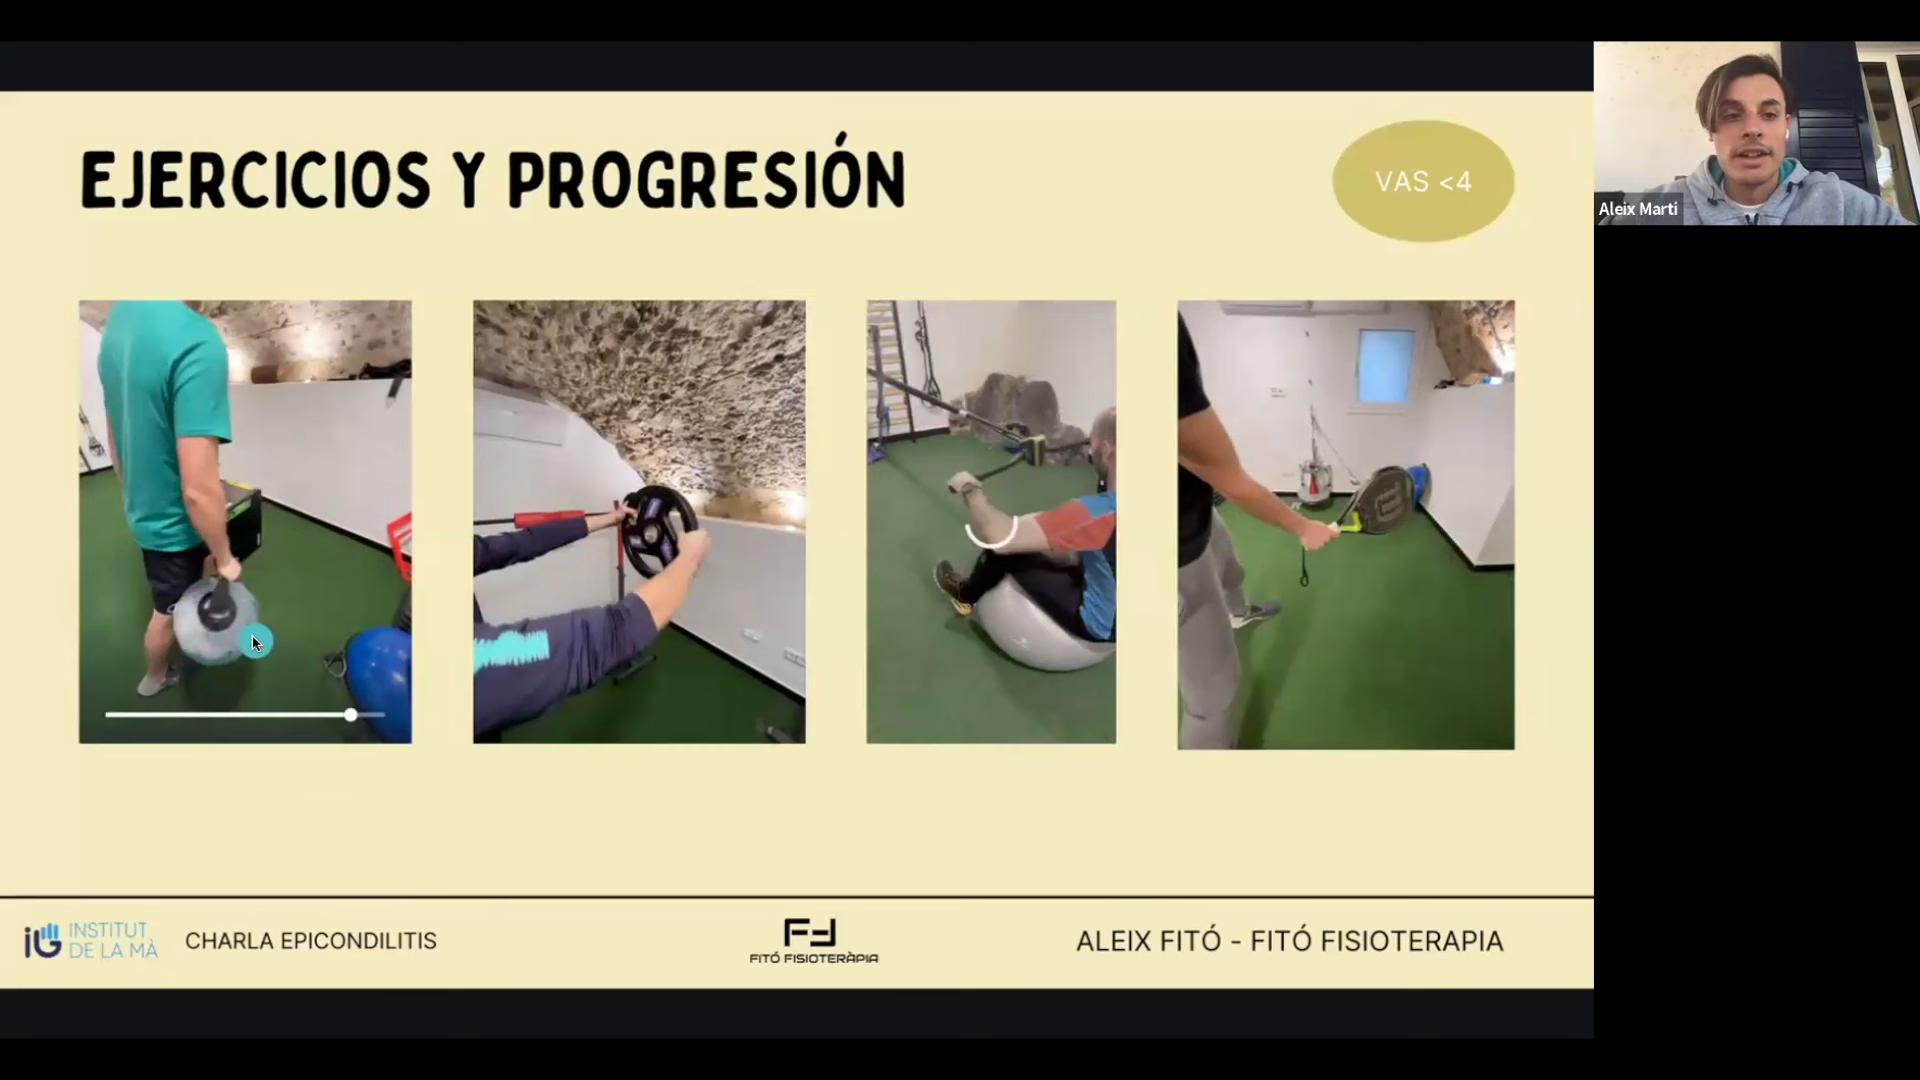 EJERCICIOS Y PROGRESIÓN
VAS <4
Aleix Marti
INSTITUT
DE LA MÀ
CHARLA EPICONDILITIS
FITÓ FISIOTERÀPIA
ALEIX FITÓ - FITÓ FISIOTERAPIA